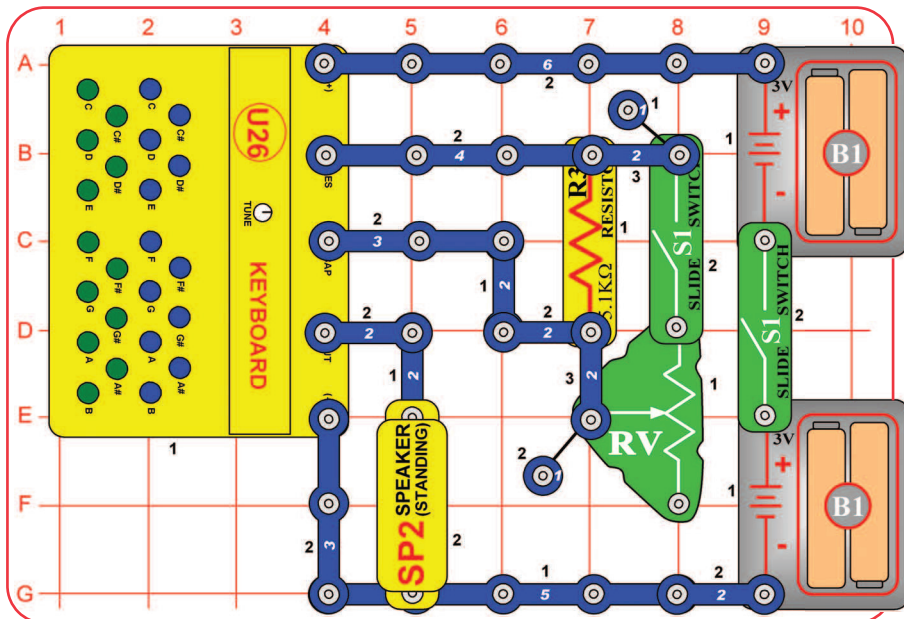 1 2 3 4 5 6 7 8 9 10
A
B
C
D
E
F
G
U26
TUNE
KEYBOARD
C
C#
D
D#
E
F
F#
G
G#
A
A#
B
C
C#
D
D#
E
F
F#
G
G#
A
A#
B
6
2
2
4
2
3
2
3
1
2
2
2
1
2
1
2
3
2
1
1
2
1
R3
RESISTOR
5.1KΩ
1
S1
SLIDE SWITCH
2
S1
SLIDE SWITCH
2
RV
1
SP2
SPEAKER
(STANDING)
2
3V
+
-
B1
1
3V
+
-
B1
1
1
2
3
1
5
2
2